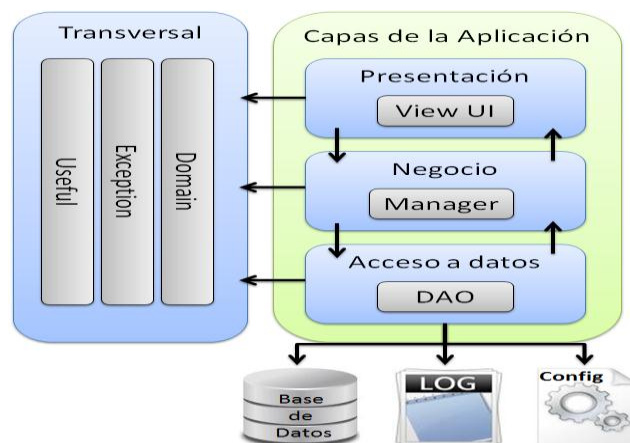 Transversal
Useful
Exception
Domain
Capas de la Aplicación
Presentación
View UI
Negocio
Manager
Acceso a datos
DAO
Base
de
Datos
LOG
Config